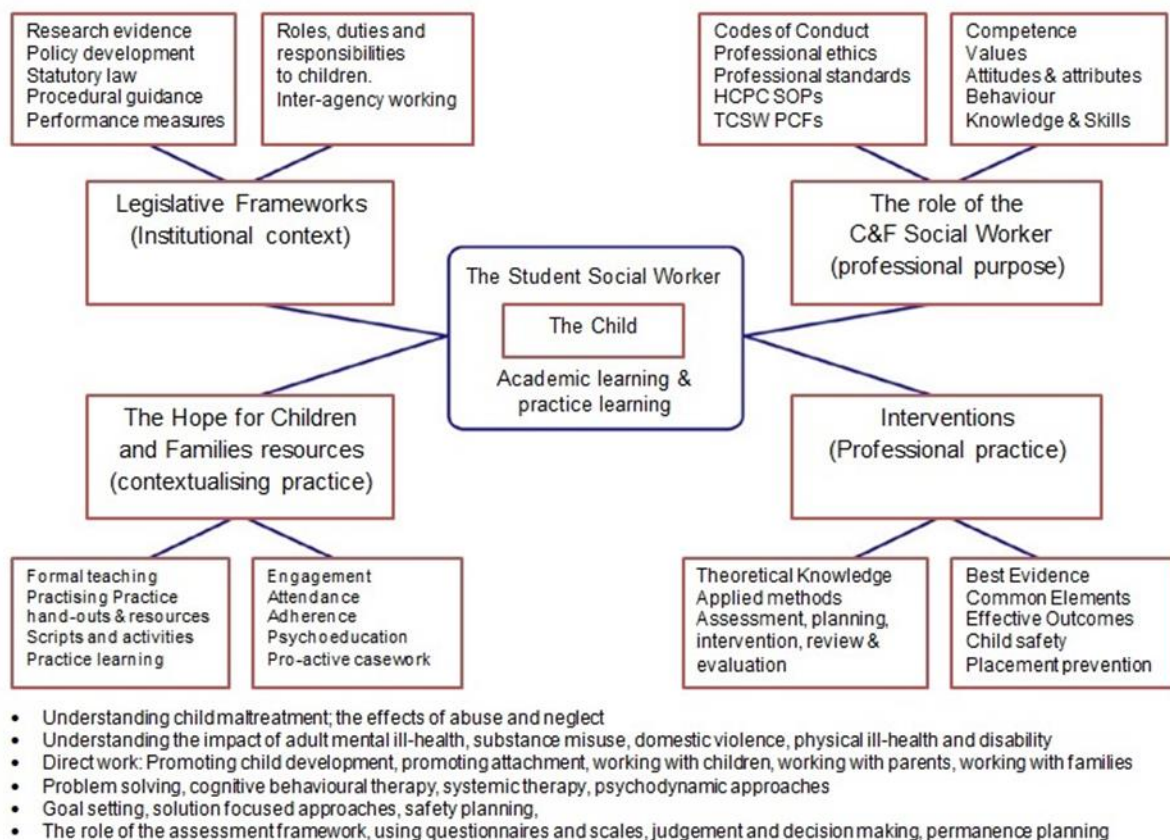 Research evidence
Policy development
Statutory law
Procedural guidance
Performance measures
Roles, duties and
responsibilities
to children.
Inter-agency working
Codes of Conduct
Professional ethics
Professional standards
HCPC SOPs
TCSW PCFs
Competence
Values
Attitudes & attributes
Behaviour
Knowledge & Skills
Legislative Frameworks
(Institutional context)
The role of the
C&F Social Worker
(professional purpose)
The Student Social Worker
The Child
Academic learning &
practice learning
The Hope for Children
and Families resources
(contextualising practice)
Interventions
(Professional practice)
Formal teaching
Practising Practice
hand-outs & resources
Scripts and activities
Practice learning
Engagement
Attendance
Adherence
Psychoeducation
Pro-active casework
Theoretical Knowledge
Applied methods
Assessment, planning,
intervention, review &
evaluation
Best Evidence
Common Elements
Effective Outcomes
Child safety
Placement prevention
• Understanding child maltreatment; the effects of abuse and neglect
• Understanding the impact of adult mental ill-health, substance misuse, domestic violence, physical ill-health and disability
• Direct work: Promoting child development, promoting attachment, working with children, working with parents, working with families
• Problem solving, cognitive behavioural therapy, systemic therapy, psychodynamic approaches
• Goal setting, solution focused approaches, safety planning,
• The role of the assessment framework, using questionnaires and scales, judgement and decision making, permanence planning